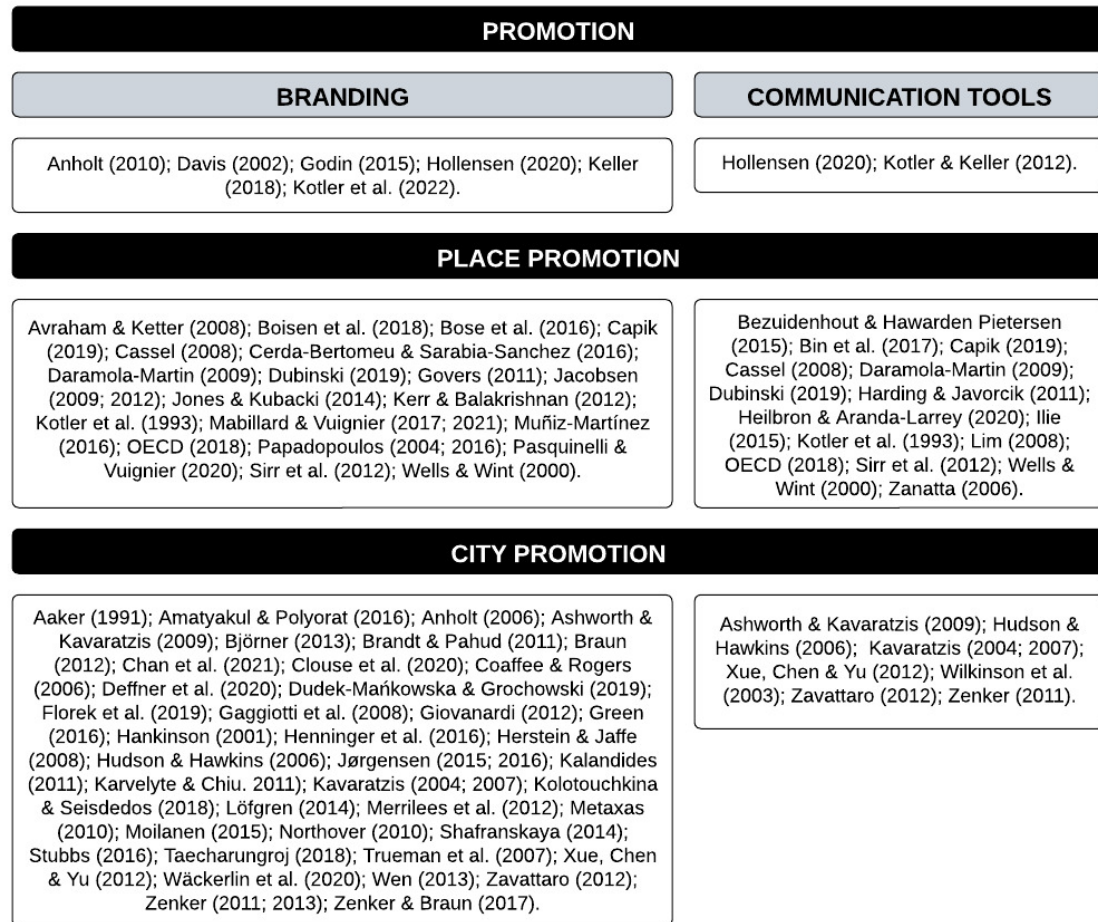 PROMOTION
BRANDING
COMMUNICATION TOOLS
Anholt (2010); Davis (2002); Godin (2015); Hollensen (2020); Keller
(2018); Kotler et al. (2022).
Hollensen (2020); Kotler & Keller (2012).
PLACE PROMOTION
Avraham & Ketter (2008); Boisen et al. (2018); Bose et al. (2016); Capik
(2019); Cassel (2008); Cerda-Bertomeu & Sarabia-Sanchez (2016);
Daramola-Martin (2009); Dubinski (2019); Govers (2011); Jacobsen
(2009; 2012); Jones & Kubacki (2014); Kerr & Balakrishnan (2012);
Kotler et al. (1993); Mabillard & Vuignier (2017; 2021); Muñiz-Martínez
(2016); OECD (2018); Papadopoulos (2004; 2016); Pasquinelli &
Vuignier (2020); Sirr et al. (2012); Wells & Wint (2000).
Bezuidenhout & Hawarden Pietersen
(2015); Bin et al. (2017); Capik (2019);
Cassel (2008); Daramola-Martin (2009);
Dubinski (2019); Harding & Javorcik (2011);
Heilbron & Aranda-Larrey (2020); Ilie
(2015); Kotler et al. (1993); Lim (2008);
OECD (2018); Sirr et al. (2012); Wells &
Wint (2000); Zanatta (2006).
CITY PROMOTION
Aaker (1991); Amatyakul & Polyorat (2016); Anholt (2006); Ashworth &
Kavaratzis (2009); Björner (2013); Brandt & Pahud (2011); Braun
(2012); Chan et al. (2021); Clouse et al. (2020); Coaffee & Rogers
(2006); Deffner et al. (2020); Dudek-Mańkowska & Grochowski (2019);
Florek et al. (2019); Gaggiotti et al. (2008); Giovanardi (2012); Green
(2016); Hankinson (2001); Henninger et al. (2016); Herstein & Jaffe
(2008); Hudson & Hawkins (2006); Jørgensen (2015; 2016); Kalandides
(2011); Karvelyte & Chiu. 2011); Kavaratzis (2004; 2007); Kolotouchkina
& Seisdedos (2018); Löfgren (2014); Merrilees et al. (2012); Metaxas
(2010); Moilanen (2015); Northover (2010); Shafranskaya (2014);
Stubbs (2016); Taecharungroj (2018); Trueman et al. (2007); Xue, Chen
& Yu (2012); Wäckerlin et al. (2020); Wen (2013); Zavattaro (2012);
Zenker (2011; 2013); Zenker & Braun (2017).
Ashworth & Kavaratzis (2009); Hudson &
Hawkins (2006); Kavaratzis (2004; 2007);
Xue, Chen & Yu (2012); Wilkinson et al.
(2003); Zavattaro (2012); Zenker (2011).